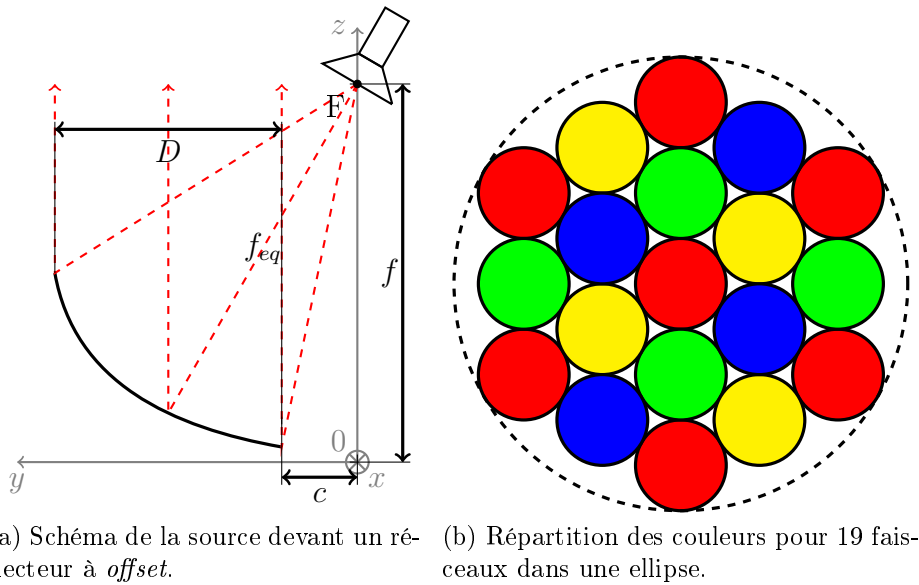 z
F
D
f_eq
f
0
y
c
x
a) Schéma de la source devant un ré-
lecteur à offset.
(b) Répartition des couleurs pour 19 fais-
ceaux dans une ellipse.